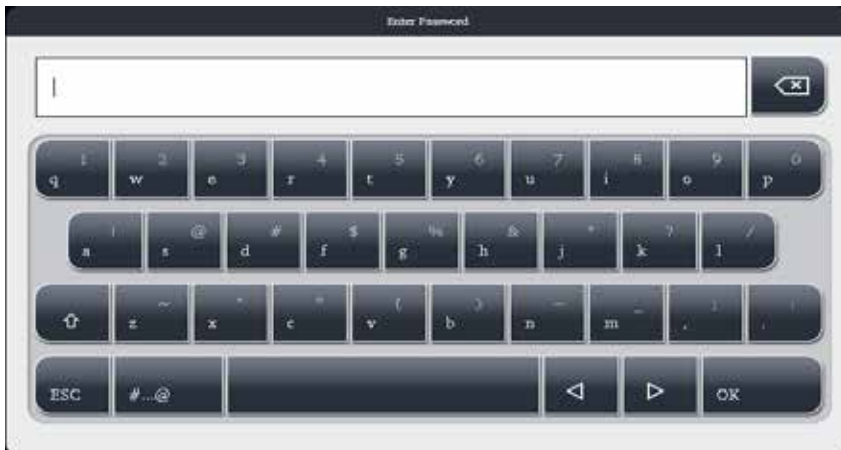 Enter Password
1 2 3 4 5 6 7 8 9 0
q w e r t y u i o p
! @ # $ % & * ? /
a s d f g h j k l
~ ( ) _
z x c v b n m
ESC #...@ OK